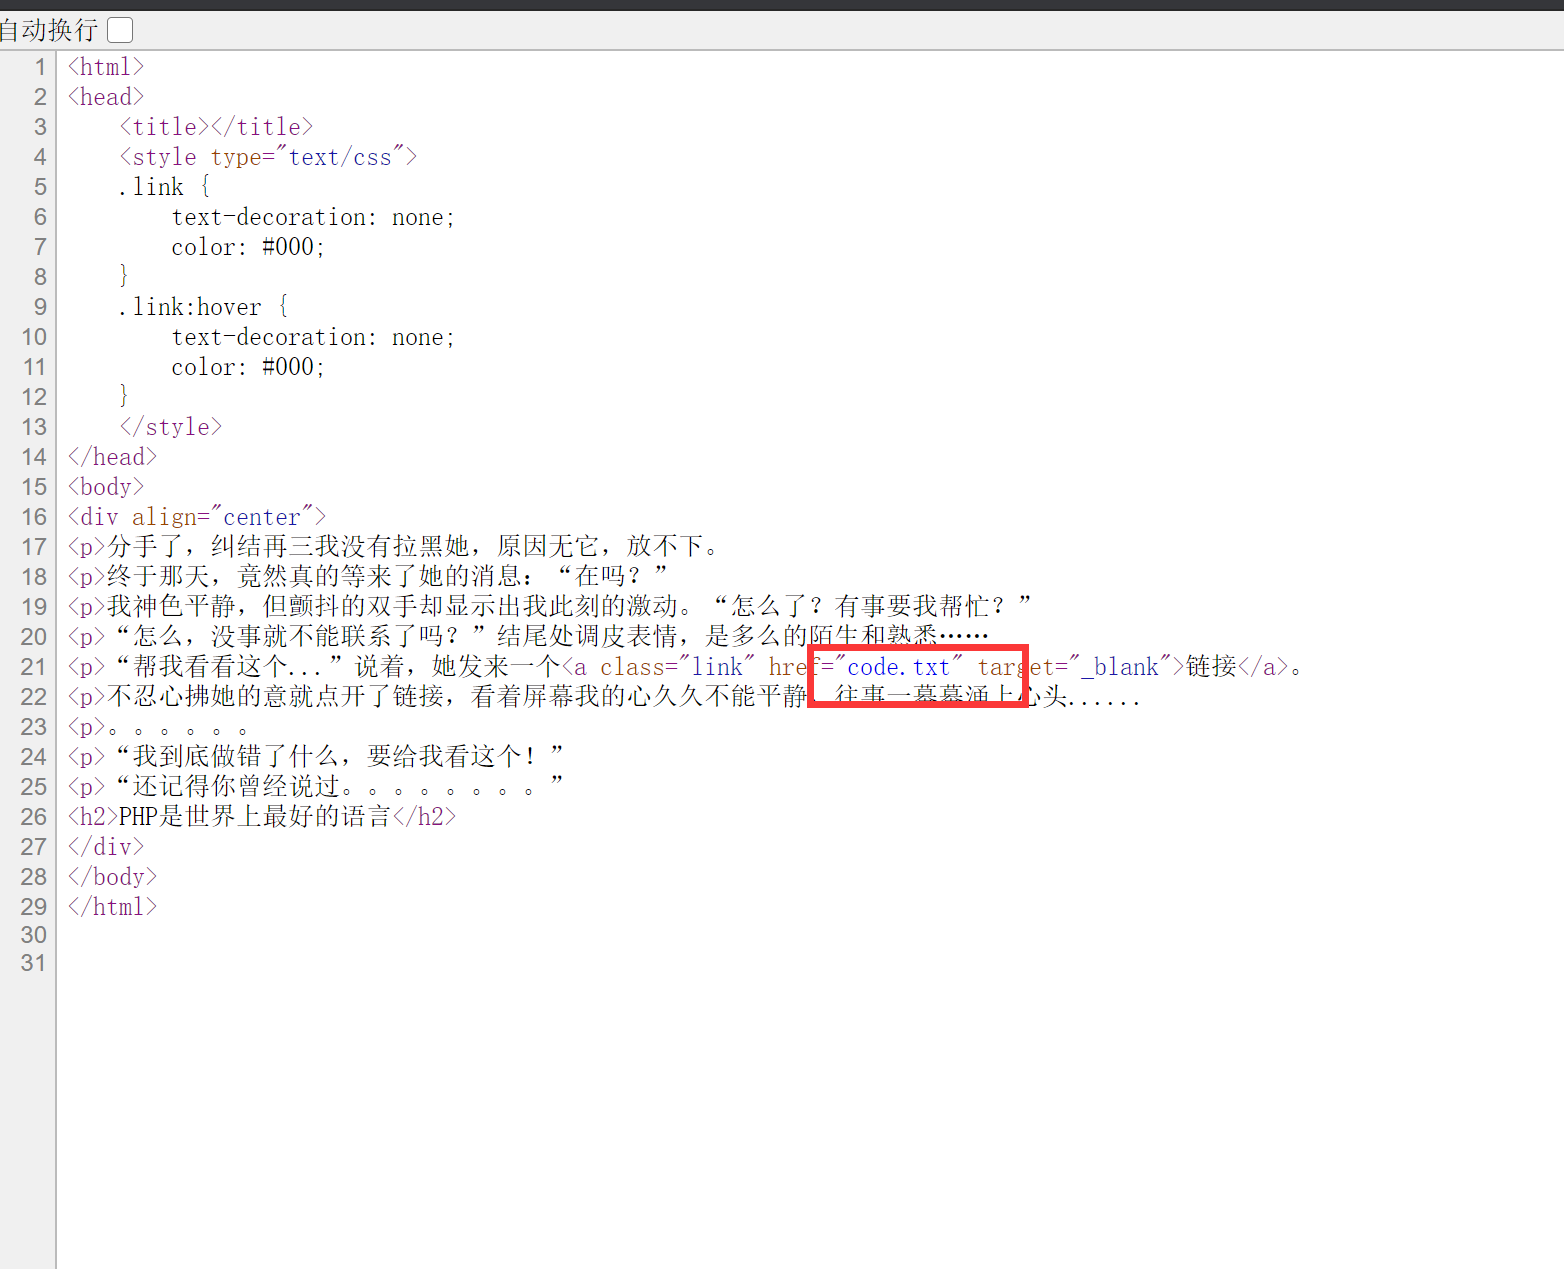 自动换行
1 <html>
2 <head>
3 <title></title>
4 <style type="text/css">
5 .link {
6 text-decoration: none;
7 color: #000;
8 }
9 .link:hover {
10 text-decoration: none;
11 color: #000;
12 }
13 </style>
14 </head>
15 <body>
16 <div align="center">
17 <p>分手了，纠结再三我没有拉黑她，原因无它，放不下。
18 <p>终于那天，竟然真的等来了她的消息：“在吗？”
19 <p>我神色平静，但颤抖的双手却显示出我此刻的激动。“怎么了？有事要我帮忙？”
20 <p>“怎么，没事就不能联系了吗？”结尾处调皮表情，是多么的陌生和熟悉……
21 <p>“帮我看看这个...”说着，她发来一个<a class="link" href="code.txt" target="_blank">链接</a>。
22 <p>不忍心拂她的意就点开了链接，看着屏幕我的心久久不能平静，往事一幕幕涌上心头......
23 <p>。。。。。。
24 <p>“我到底做错了什么，要给我看这个！”
25 <p>“还记得你曾经说过。。。。。。。。”
26 <h2>PHP是世界上最好的语言</h2>
27 </div>
28 </body>
29 </html>
30
31